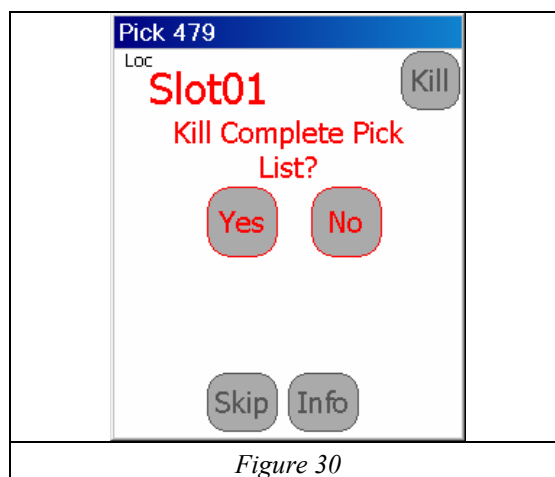 Pick 479
Loc
Slot01
Kill
Kill Complete Pick
List?
Yes No
Skip Info
Figure 30